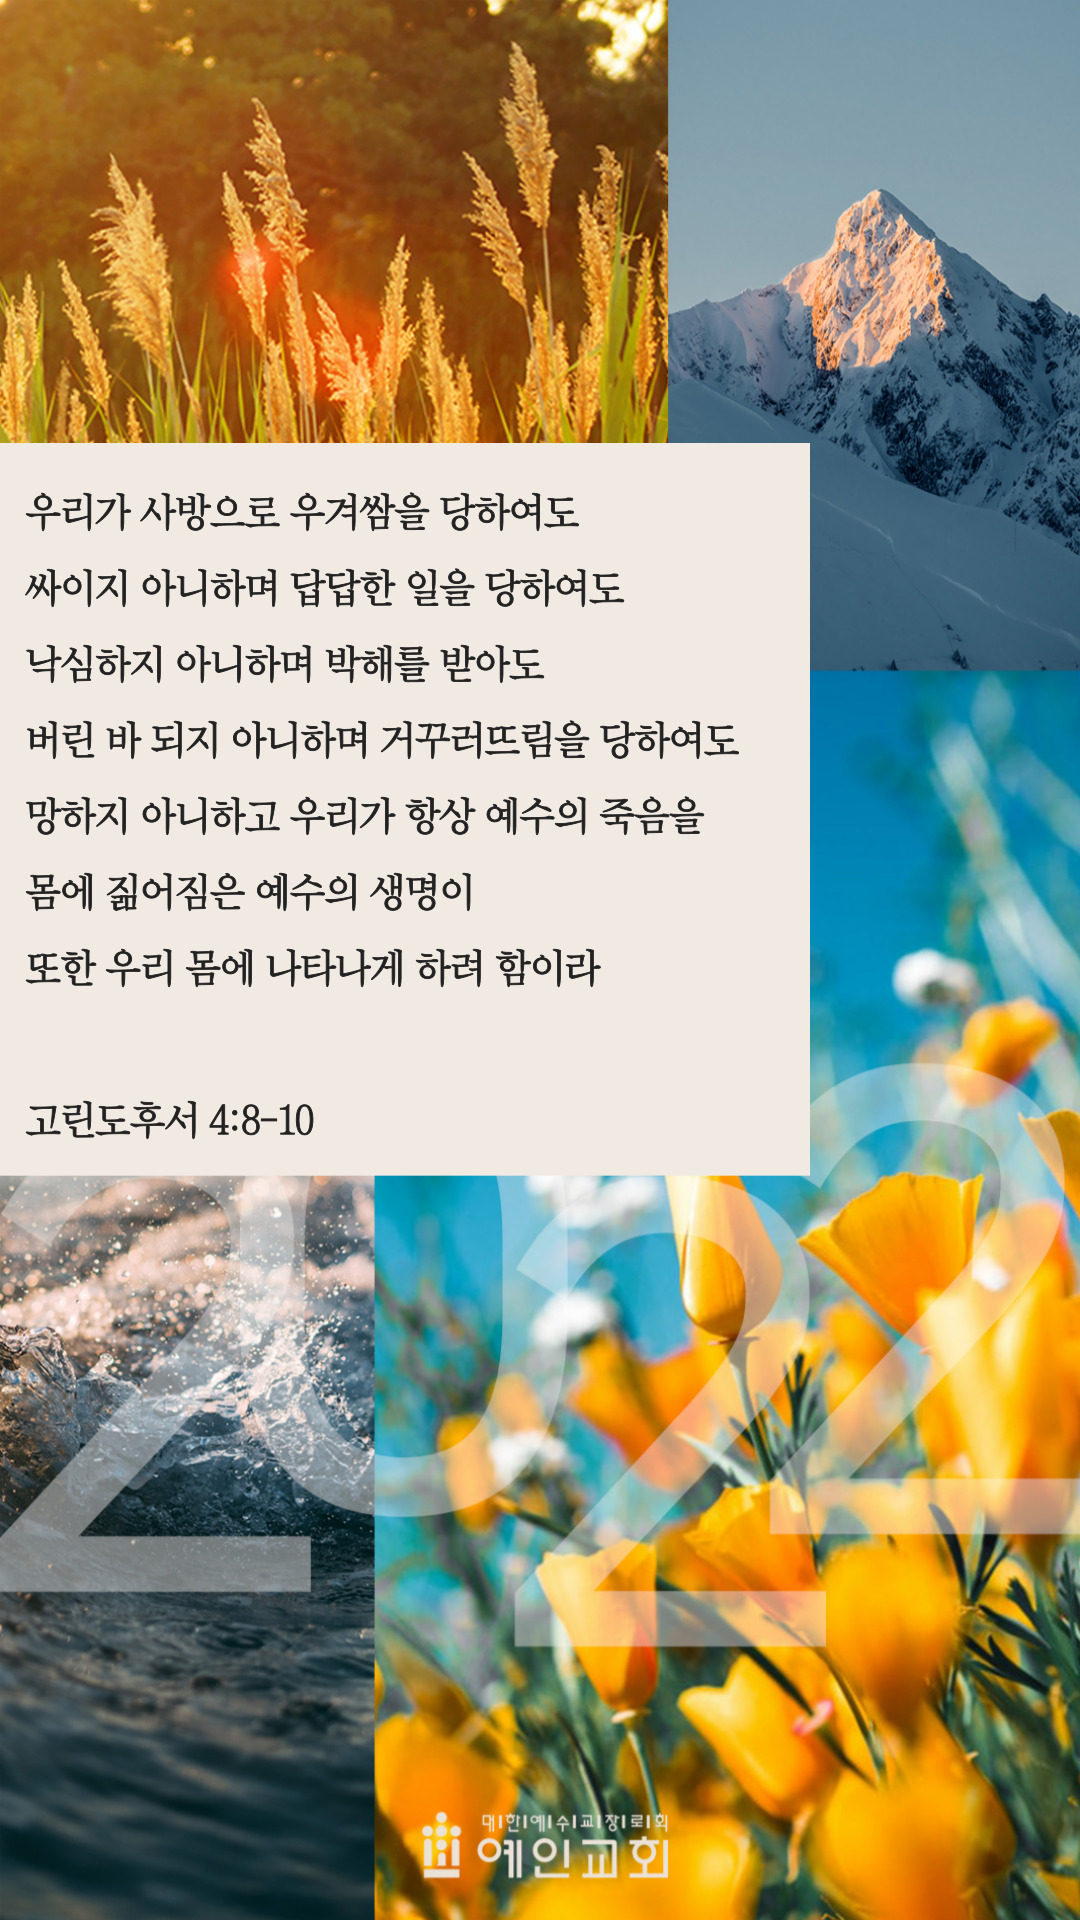 우리가 사방으로 우겨쌈을 당하여도
싸이지 아니하며 답답한 일을 당하여도
낙심하지 아니하며 박해를 받아도
버린 바 되지 아니하며 거꾸러뜨림을 당하여도
망하지 아니하고 우리가 항상 예수의 죽음을
몸에 짊어짐은 예수의 생명이
또한 우리 몸에 나타나게 하려 함이라
고린도후서 4:8-10
2022
대|한|예|수|교|장|로|회
예인교회